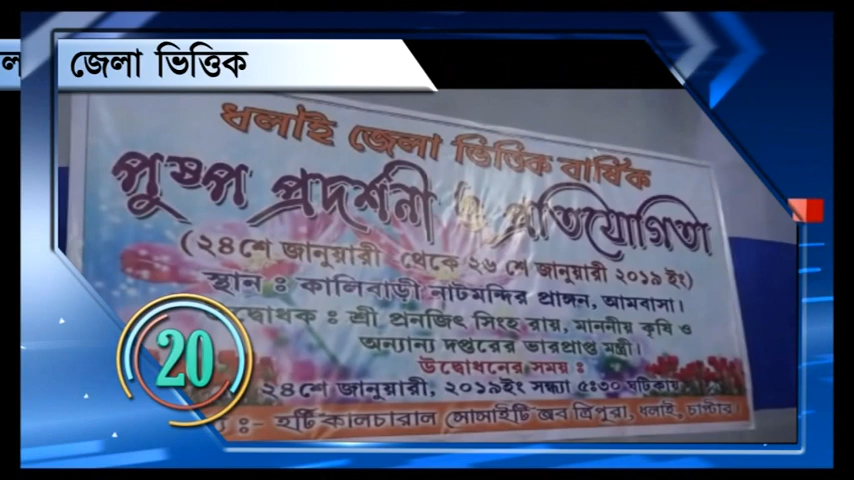 ল জেলা ভিত্তিক
ধলাই জেলা ভিত্তিক বার্ষিক
পুষ্প প্রদর্শনী ও প্রতিযোগিতা
(২৪শে জানুয়ারী থেকে ২৬ শে জানুয়ারী ২০১৯ ইং)
স্থান : কালিবাড়ী নাটমন্দির প্রাঙ্গন, আমবাসা।
দ্বোধক : শ্রী প্রনজিৎ সিংহ রায়, মাননীয় কৃষি ও
অন্যান্য দপ্তরের ভারপ্রাপ্ত মন্ত্রী।
উদ্বোধনের সময় :
২৪শে জানুয়ারী, ২০১৯ইং সন্ধ্যা ৫:৩০ ঘটিকায়
:- হর্টি কালচারাল সোসাইটি অব ত্রিপুরা, ধলাই, চাপ্টার।
20